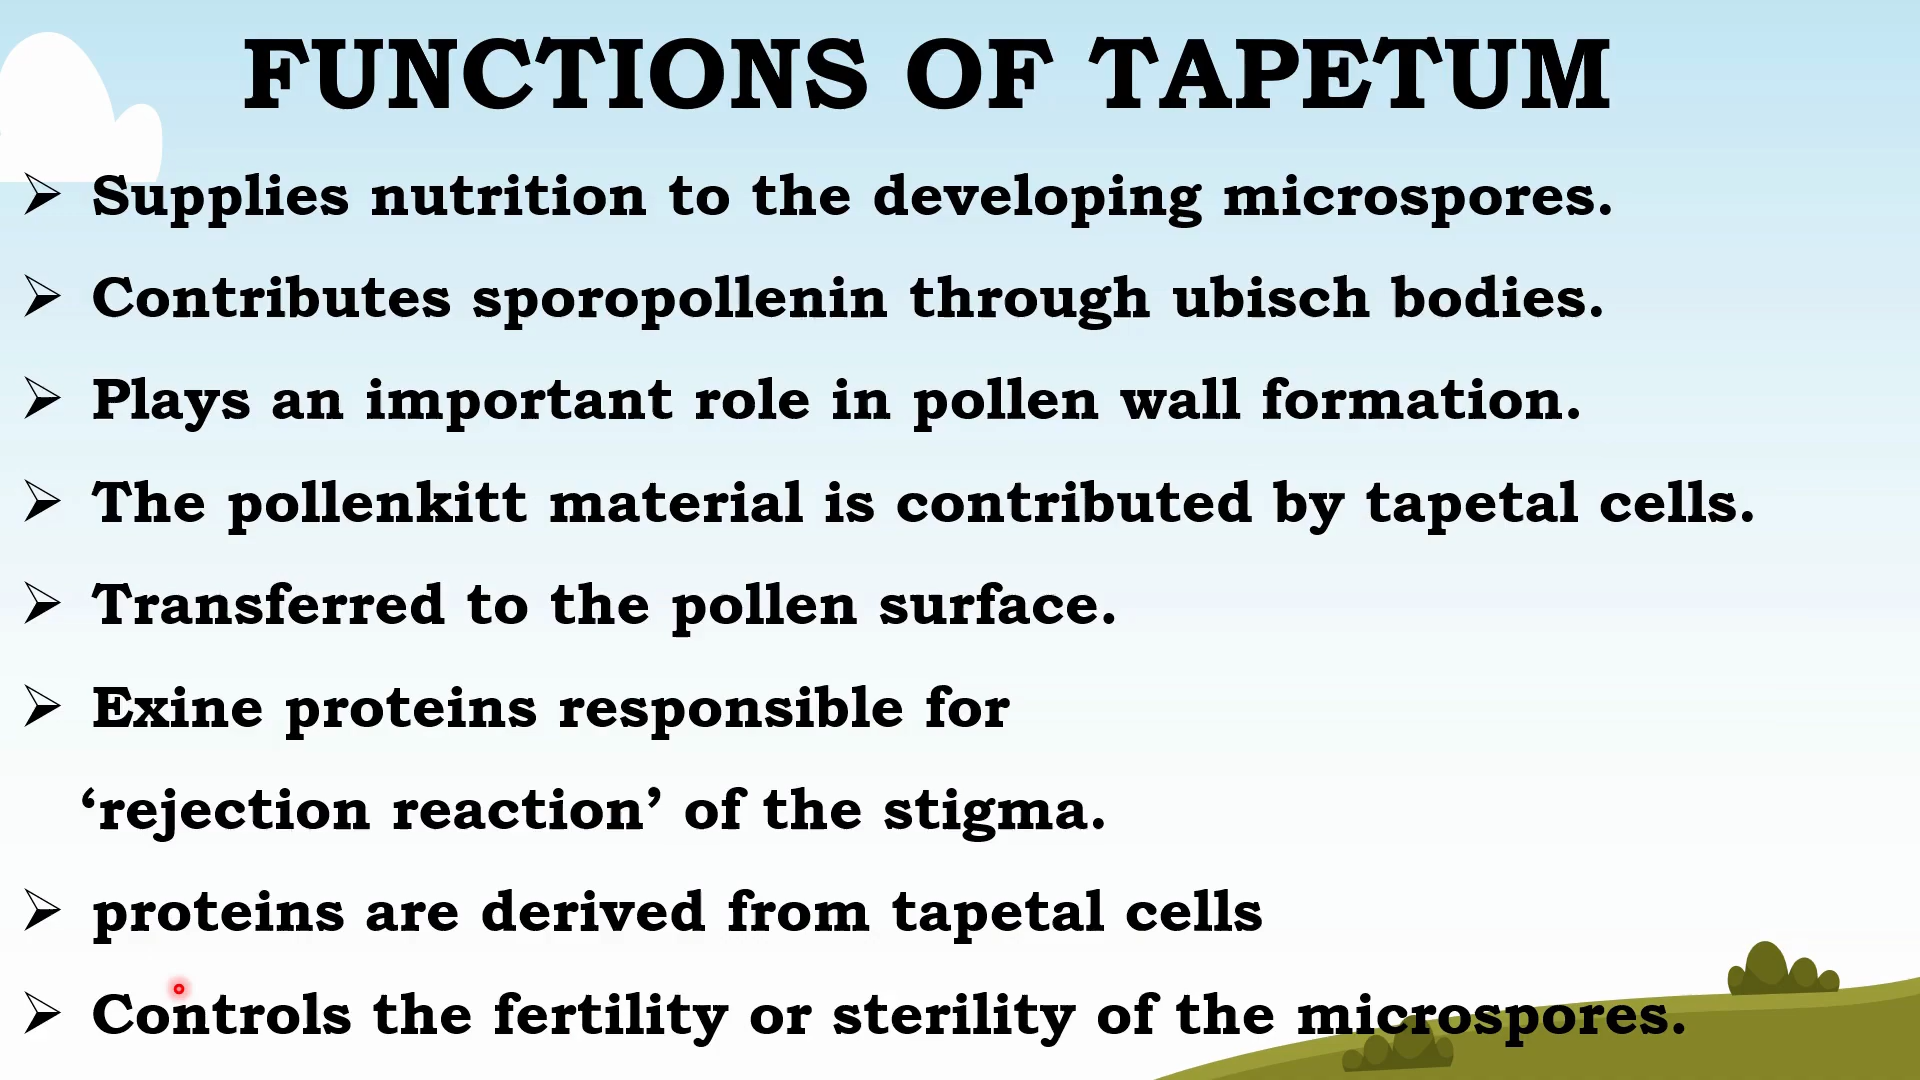 FUNCTIONS OF TAPETUM
➢ Supplies nutrition to the developing microspores.
➢ Contributes sporopollenin through ubisch bodies.
➢ Plays an important role in pollen wall formation.
➢ The pollenkitt material is contributed by tapetal cells.
➢ Transferred to the pollen surface.
➢ Exine proteins responsible for
‘rejection reaction’ of the stigma.
➢ proteins are derived from tapetal cells
➢ Controls the fertility or sterility of the microspores.